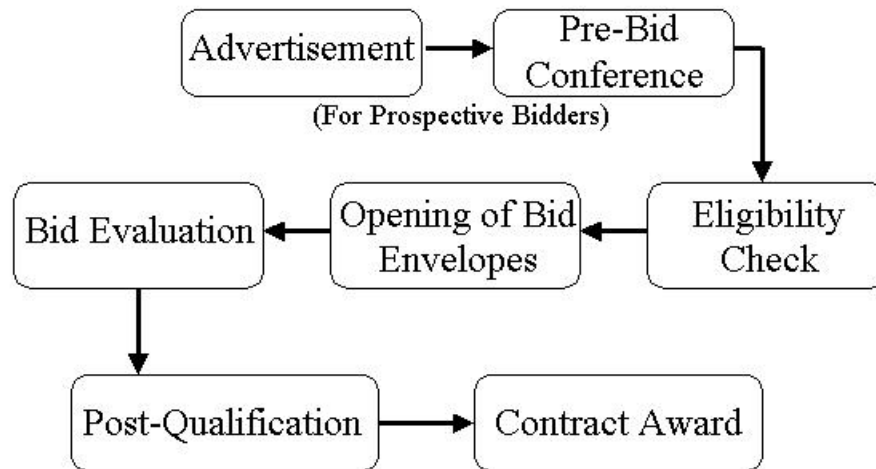 Advertisement
Pre-Bid
Conference
(For Prospective Bidders)
Eligibility
Check
Opening of Bid
Envelopes
Bid Evaluation
Post-Qualification
Contract Award